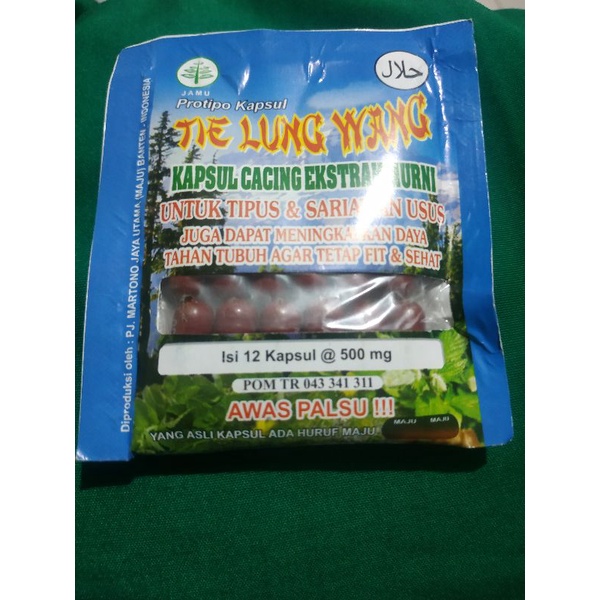 JAMU
حلال
Protipo Kapsul
TIE LUNG WANG
KAPSUL CACING EKSTRAK MURNI
UNTUK TIPUS & SARIAWAN USUS
JUGA DAPAT MENINGKATKAN DAYA
TAHAN TUBUH AGAR TETAP FIT & SEHAT
Isi 12 Kapsul @ 500 mg
POM TR 043 341 311
AWAS PALSU !!!
YANG ASLI KAPSUL ADA HURUF MAJU
MAJU MAJU
Diproduksi oleh : PJ. MARTONO JAYA UTAMA (MAJU) BANTEN - INDONESIA